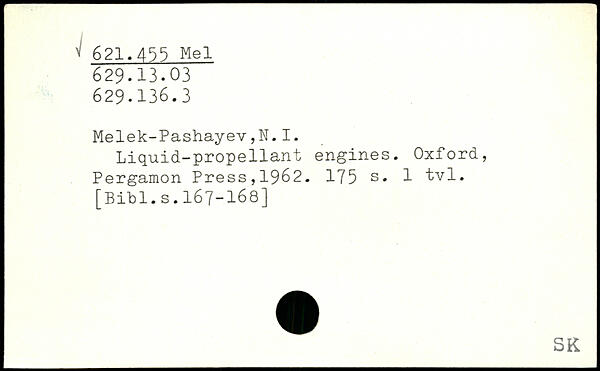 621.455 Mel
629.13.03
629.136.3
Melek-Pashayev,N.I.
Liquid-propellant engines. Oxford,
Pergamon Press,1962. 175 s. 1 tvl.
[Bibl.s.167-168]
SK